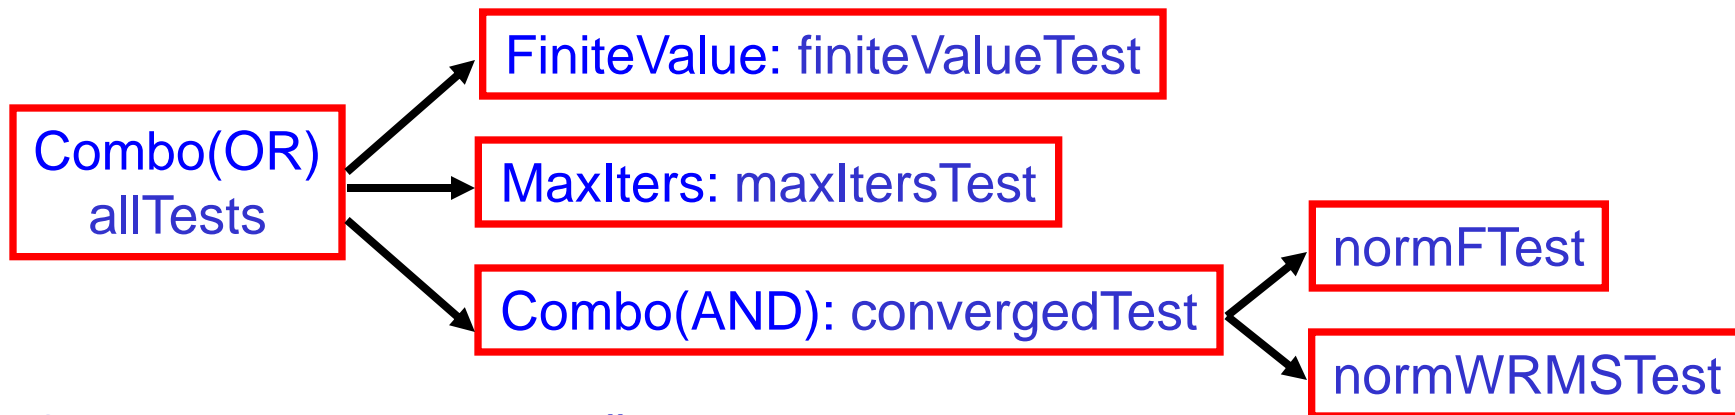 FiniteValue: finiteValueTest
Combo(OR)
allTests
MaxIters: maxItersTest
normFTest
Combo(AND): convergedTest
normWRMSTest